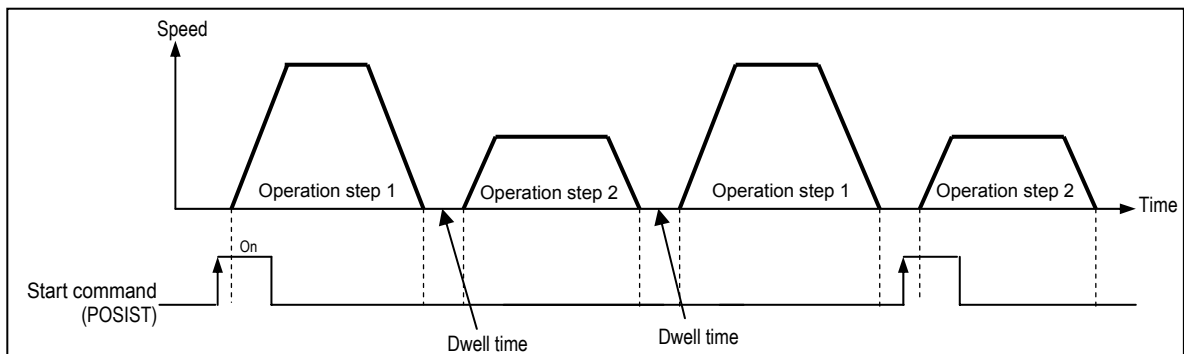 Speed
Operation step 1
Operation step 2
Operation step 1
Operation step 2
Time
On
Start command
(POSIST)
Dwell time
Dwell time